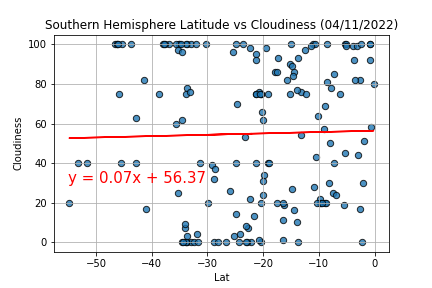 Southern Hemisphere Latitude vs Cloudiness (04/11/2022)
100
80
60
40
20
0
Cloudiness
y = 0.07x + 56.37
−50 −40 −30 −20 −10 0
Lat